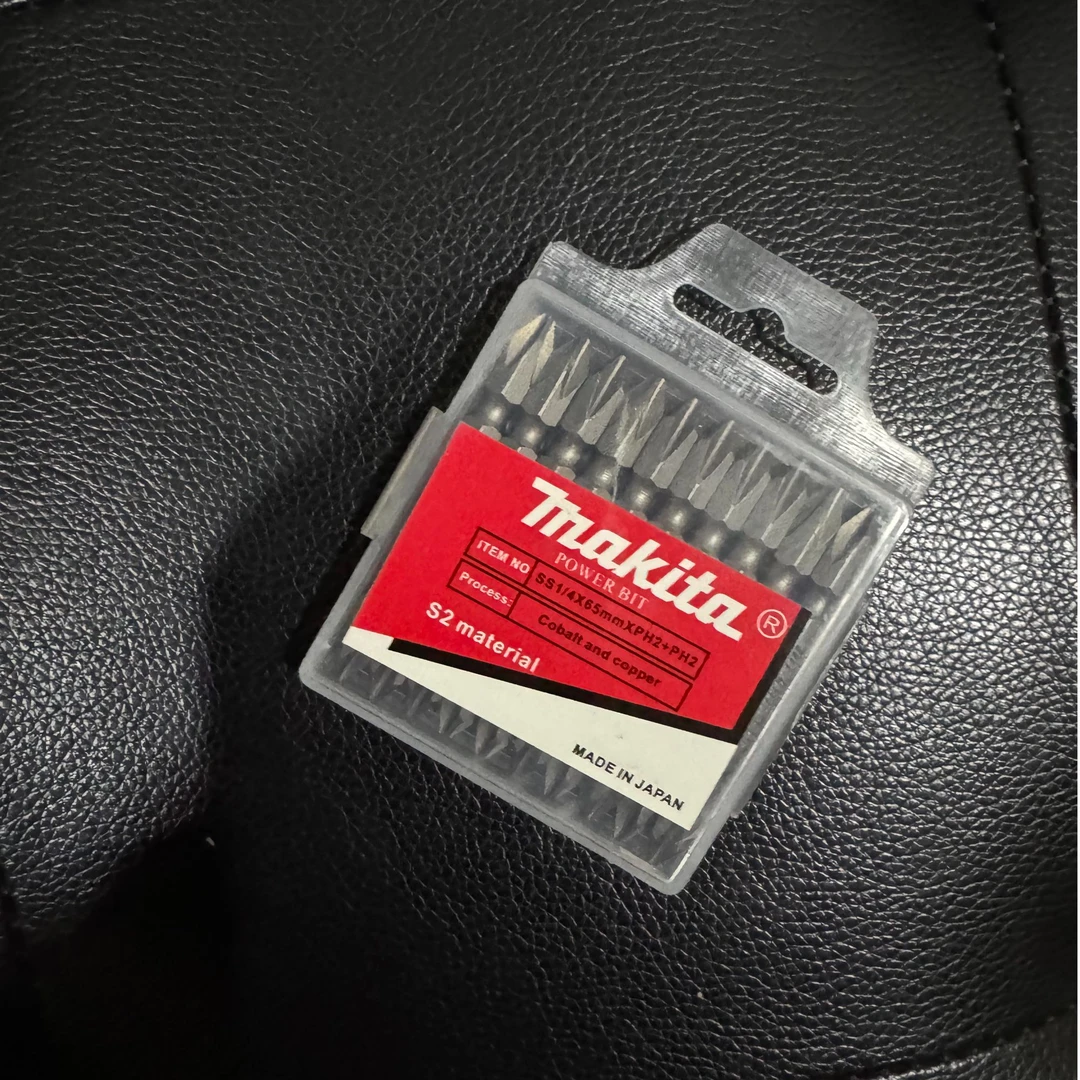 makita ®
POWER BIT
ITEM NO SS1/4X65mmXPH2+PH2
Process: Cobalt and copper
S2 material
MADE IN JAPAN